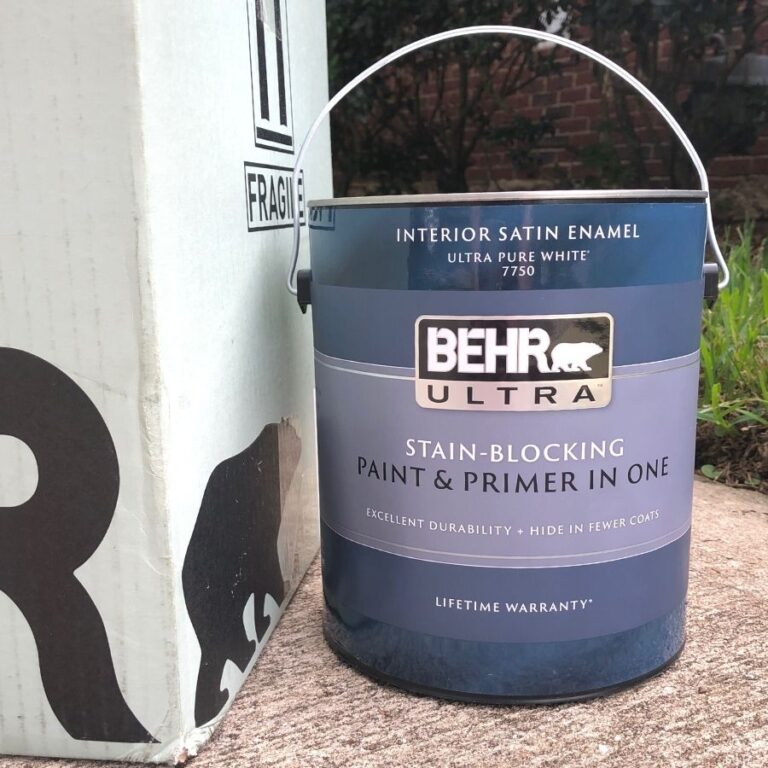 FRAGILE
R
INTERIOR SATIN ENAMEL
ULTRA PURE WHITE®
7750
BEHR
ULTRA™
STAIN-BLOCKING
PAINT & PRIMER IN ONE
EXCELLENT DURABILITY + HIDE IN FEWER COATS
LIFETIME WARRANTY*